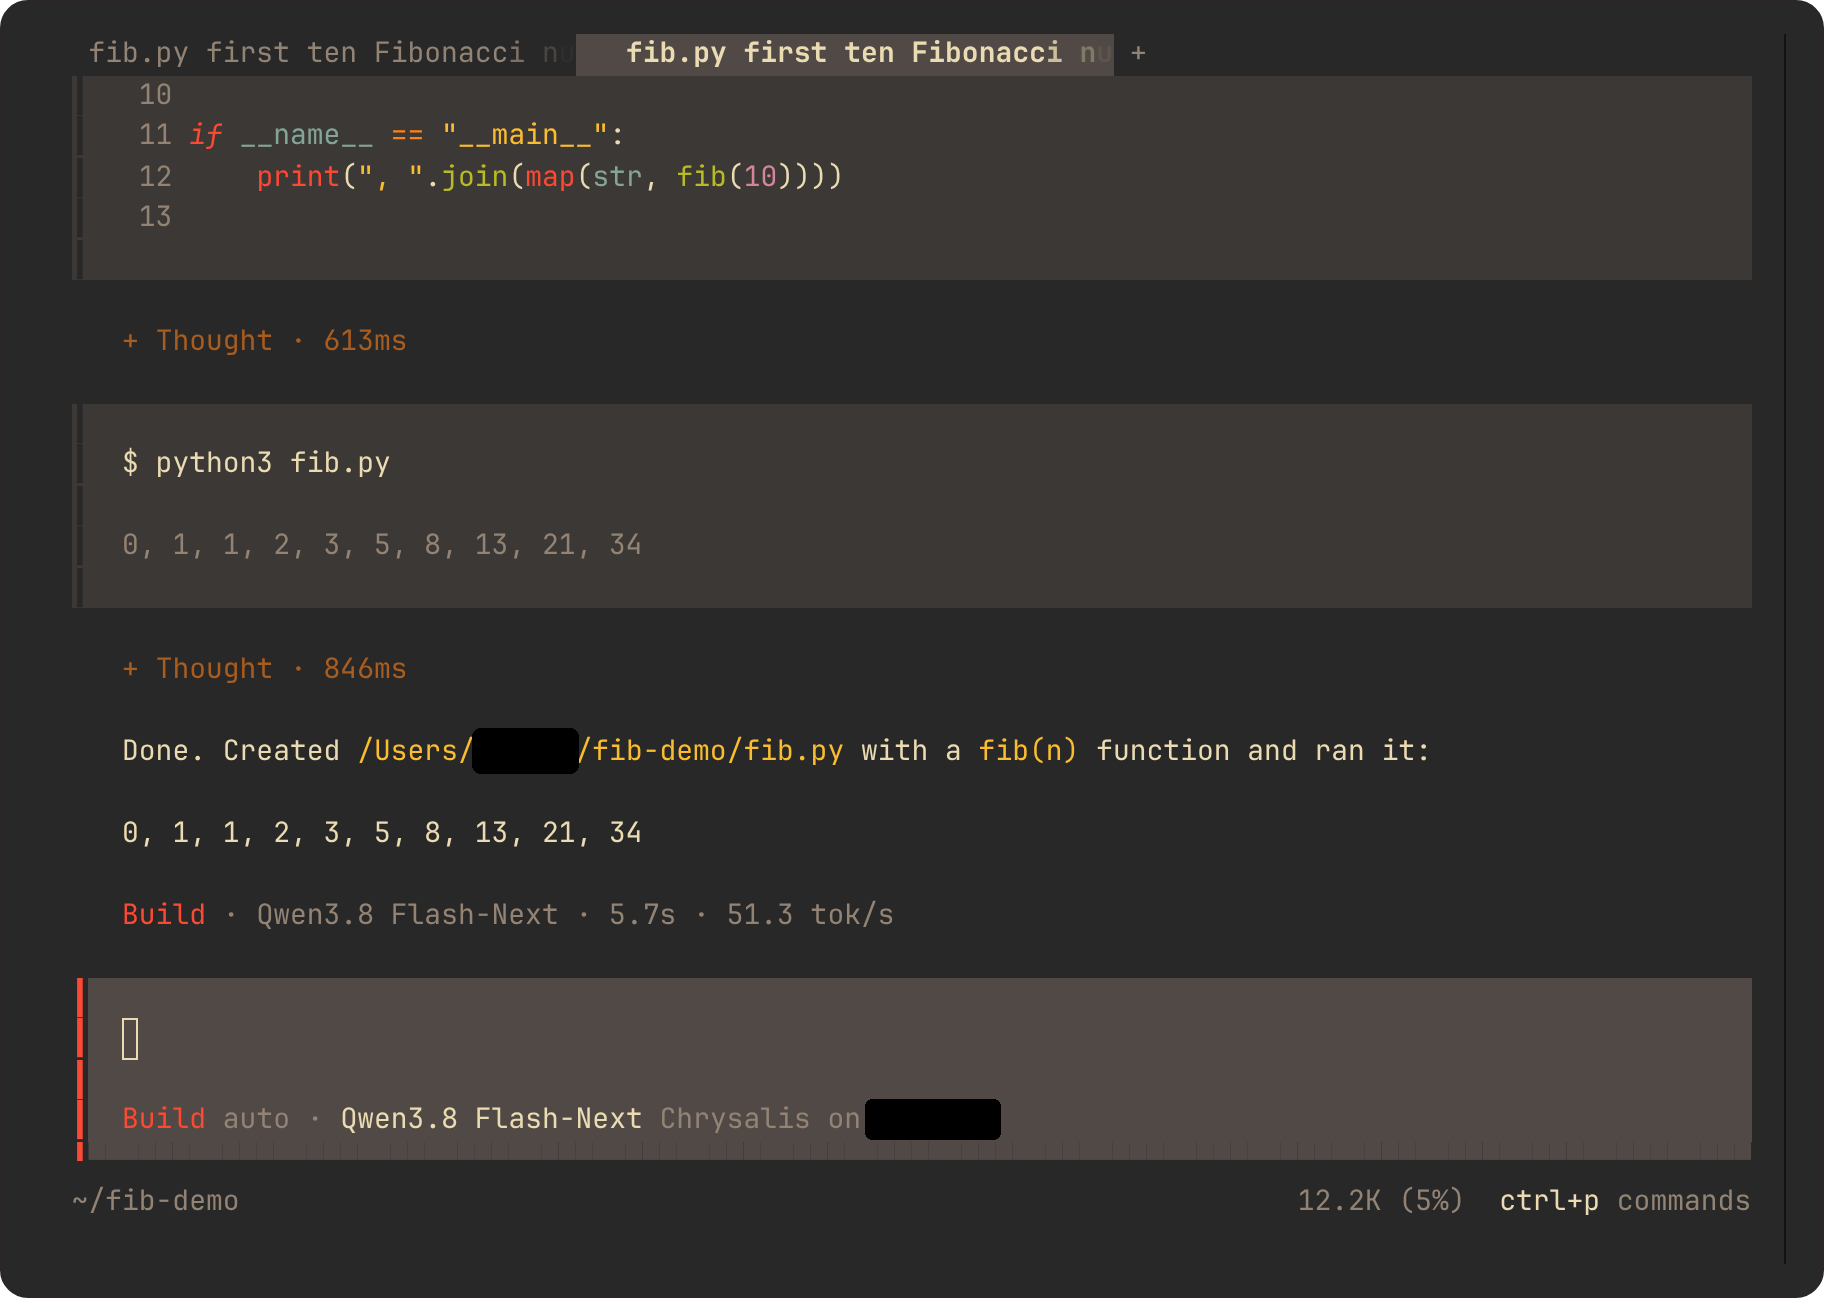 fib.py first ten Fibonacci nu fib.py first ten Fibonacci nu +
10
11 if __name__ == "__main__":
12     print(", ".join(map(str, fib(10))))
13
+ Thought · 613ms
$ python3 fib.py
0, 1, 1, 2, 3, 5, 8, 13, 21, 34
+ Thought · 846ms
Done. Created /Users/ /fib-demo/fib.py with a fib(n) function and ran it:
0, 1, 1, 2, 3, 5, 8, 13, 21, 34
Build · Qwen3.8 Flash-Next · 5.7s · 51.3 tok/s
Build auto · Qwen3.8 Flash-Next Chrysalis on
~/fib-demo 12.2K (5%) ctrl+p commands